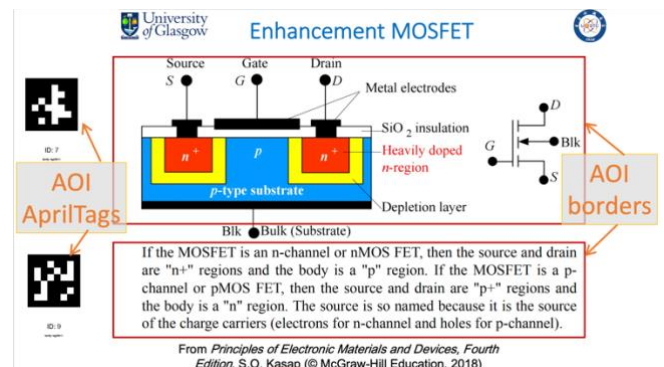 University
of Glasgow
Enhancement MOSFET
Source
Gate
Drain
S
G
D
Metal electrodes
SiO2 insulation
Heavily doped
n-region
n+
p
n+
p-type substrate
Depletion layer
Blk
Bulk (Substrate)
D
G
Blk
S
ID: 7
AOI
AprilTags
ID: 9
AOI
borders
If the MOSFET is an n-channel or nMOS FET, then the source and drain
are "n+" regions and the body is a "p" region. If the MOSFET is a p-
channel or pMOS FET, then the source and drain are "p+" regions and
the body is a "n" region. The source is so named because it is the source
of the charge carriers (electrons for n-channel and holes for p-channel).
From Principles of Electronic Materials and Devices, Fourth
Edition, S.O. Kasap (© McGraw-Hill Education, 2018)